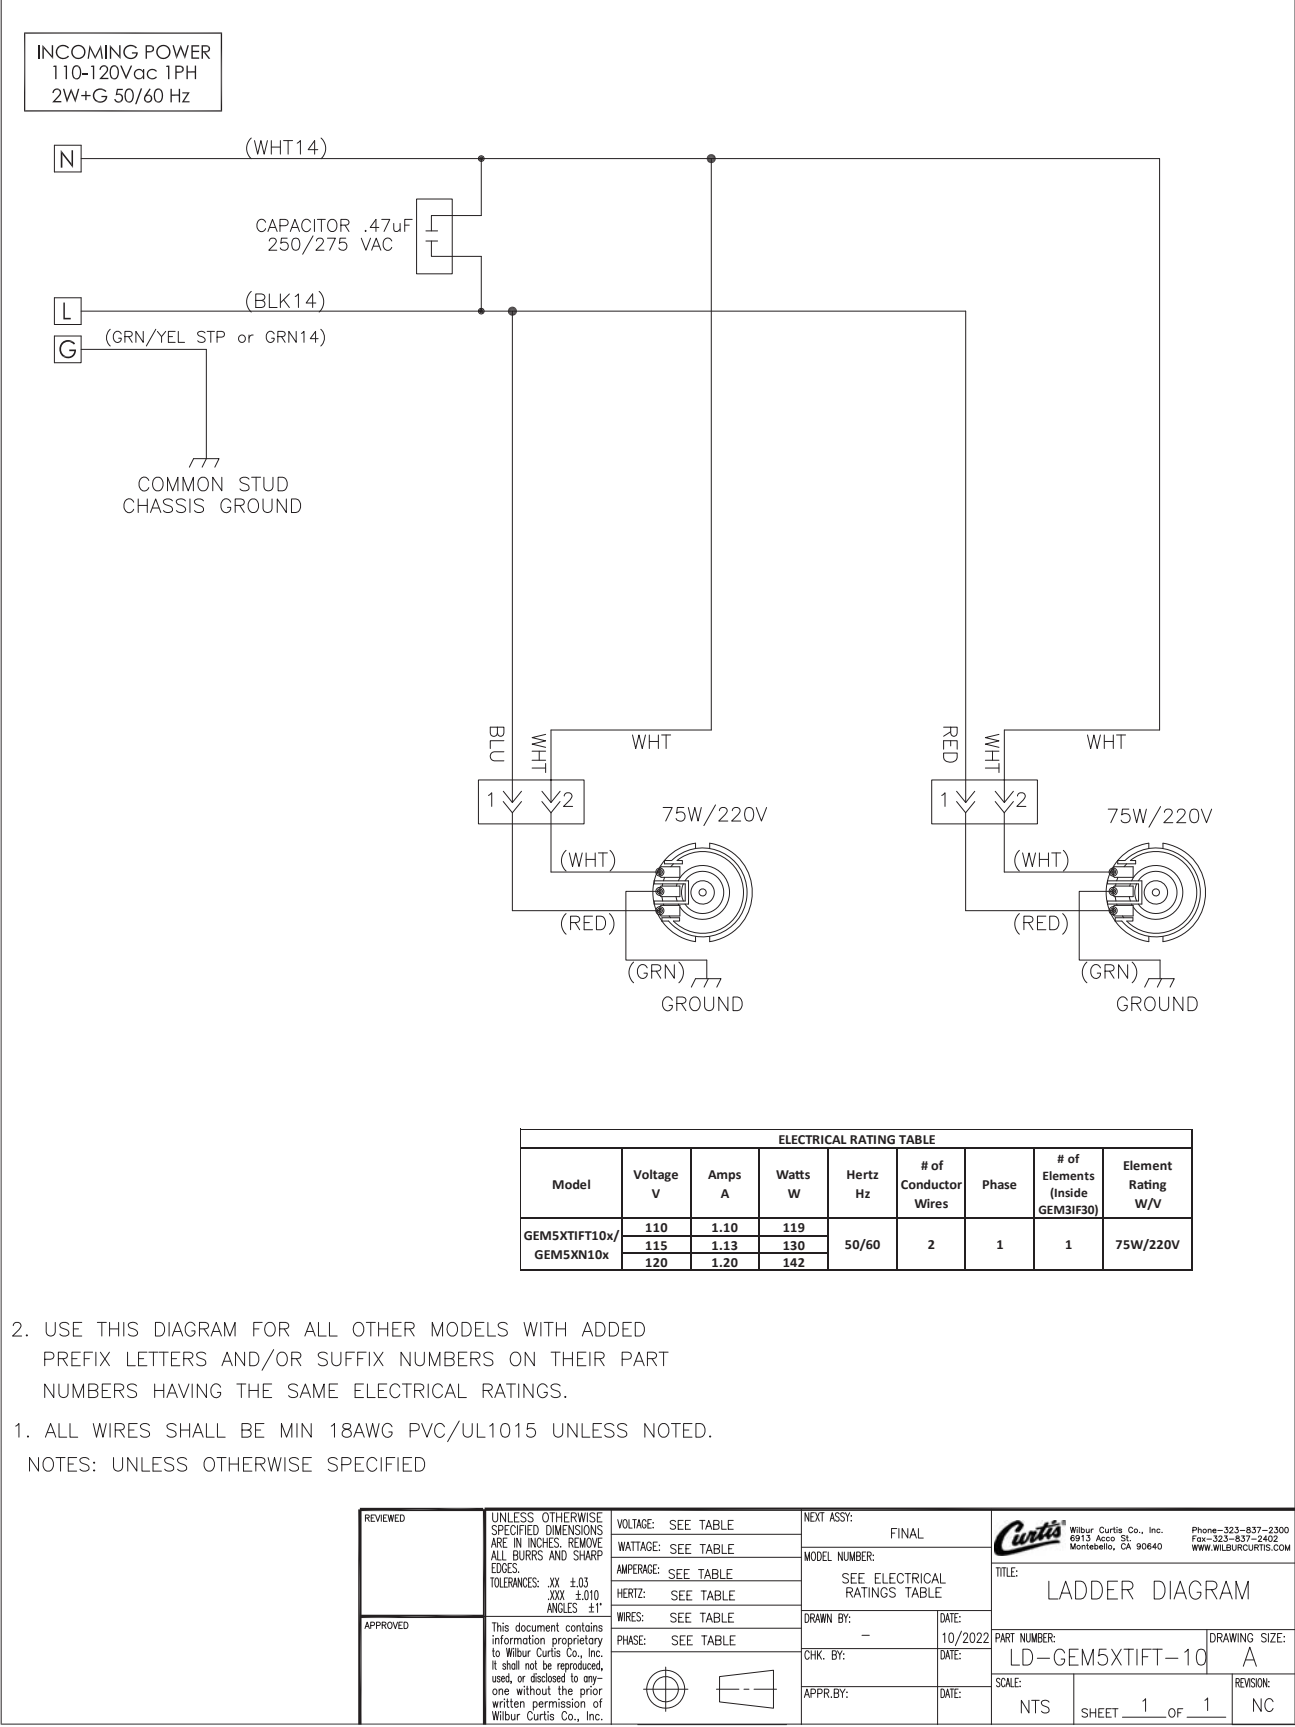 INCOMING POWER
110-120Vac 1PH
2W+G 50/60 Hz
N
(WHT14)
CAPACITOR .47uF
250/275 VAC
L
(BLK14)
G
(GRN/YEL STP or GRN14)
COMMON STUD
CHASSIS GROUND
BLU
WHT
WHT
1
2
75W/220V
(WHT)
(RED)
(GRN)
GROUND
RED
WHT
WHT
1
2
75W/220V
(WHT)
(RED)
(GRN)
GROUND
ELECTRICAL RATING TABLE
Model
Voltage
V
Amps
A
Watts
W
Hertz
Hz
# of
Conductor
Wires
Phase
# of
Elements
(Inside
GEM3IF30)
Element
Rating
W/V
GEM5XTIFT10x/
GEM5XN10x
110 1.10 119
115 1.13 130
120 1.20 142
50/60
2
1
1
75W/220V
2. USE THIS DIAGRAM FOR ALL OTHER MODELS WITH ADDED
PREFIX LETTERS AND/OR SUFFIX NUMBERS ON THEIR PART
NUMBERS HAVING THE SAME ELECTRICAL RATINGS.
1. ALL WIRES SHALL BE MIN 18AWG PVC/UL1015 UNLESS NOTED.
NOTES: UNLESS OTHERWISE SPECIFIED
REVIEWED
APPROVED
UNLESS OTHERWISE
SPECIFIED DIMENSIONS
ARE IN INCHES. REMOVE
ALL BURRS AND SHARP
EDGES.
TOLERANCES: .XX ±.03
.XXX ±.010
ANGLES ±1°
This document contains
information proprietary
to Wilbur Curtis Co., Inc.
It shall not be reproduced,
used, or disclosed to any-
one without the prior
written permission of
Wilbur Curtis Co., Inc.
VOLTAGE: SEE TABLE
WATTAGE: SEE TABLE
AMPERAGE: SEE TABLE
HERTZ: SEE TABLE
WIRES: SEE TABLE
PHASE: SEE TABLE
NEXT ASSY:
FINAL
MODEL NUMBER:
SEE ELECTRICAL
RATINGS TABLE
DRAWN BY:
–
DATE:
10/2022
CHK. BY:
DATE:
APPR.BY:
DATE:
Curtis®
Wilbur Curtis Co., Inc.
6913 Acco St.
Montebello, CA 90640
Phone-323-837-2300
Fax-323-837-2402
WWW.WILBURCURTIS.COM
TITLE:
LADDER DIAGRAM
PART NUMBER:
LD-GEM5XTIFT-10
DRAWING SIZE:
A
SCALE:
NTS
SHEET 1 OF 1
REVISION:
NC